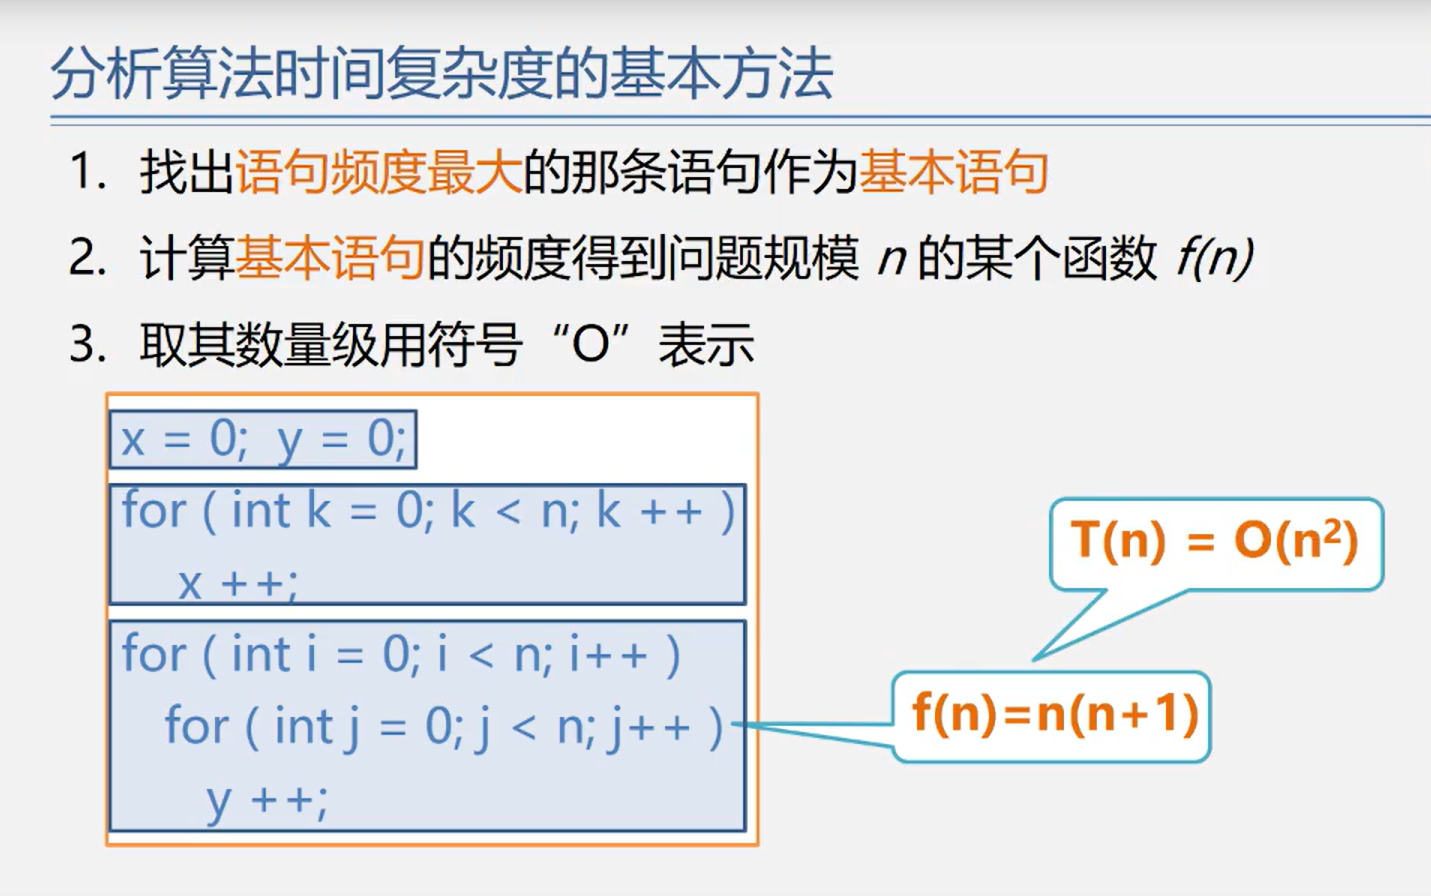 分析算法时间复杂度的基本方法
1. 找出语句频度最大的那条语句作为基本语句
2. 计算基本语句的频度得到问题规模 n 的某个函数 f(n)
3. 取其数量级用符号“O”表示
x = 0; y = 0;
for ( int k = 0; k < n; k ++ )
x ++;
for ( int i = 0; i < n; i++ )
for ( int j = 0; j < n; j++ )
y ++;
T(n) = O(n²)
f(n)=n(n+1)